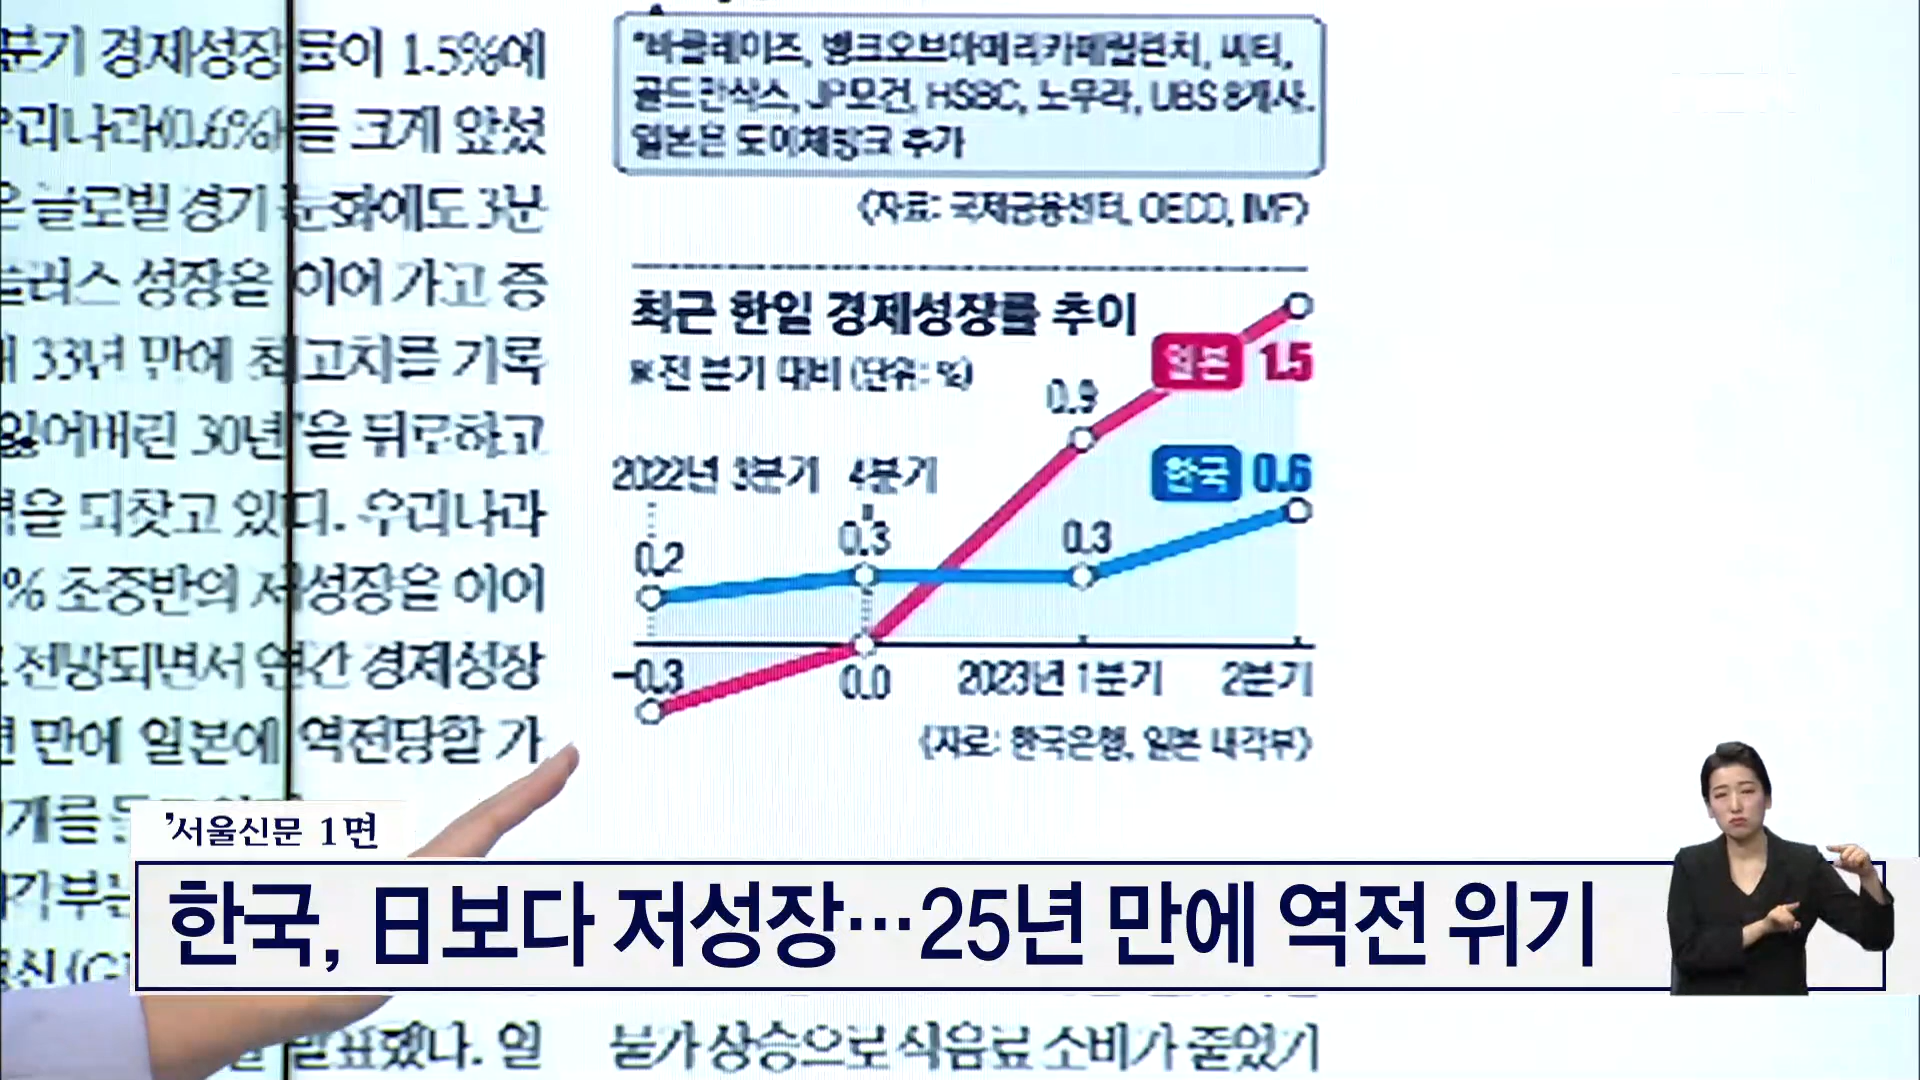 분기 경제성장률이 1.5%에
우리나라(0.6%)를 크게 앞섰
은 글로벌 경기 둔화에도 3분
플러스 성장을 이어 가고 증
33년 만에 최고치를 기록
잃어버린 30년'을 뒤로하고
을 되찾고 있다. 우리나라
% 초중반의 저성장을 이어
전망되면서 연간 경제성장
년 만에 일본에 역전당할 가
개를
각부는
발표했다. 일
*바클레이즈, 뱅크오브아메리카메릴린치, 씨티,
골드만삭스, JP모건, HSBC, 노무라, UBS 8개사.
일본은 도이체방크 추가
〈자료: 국제금융센터, OECD, IMF〉
최근 한일 경제성장률 추이
※전 분기 대비 (단위: %)
일본 1.5
0.9
한국 0.6
2022년 3분기 4분기
0.2 0.3 0.3
-0.3 0.0
2023년 1분기 2분기
〈자료: 한국은행, 일본 내각부〉
물가 상승으로 식음료 소비가 줄었기
'서울신문 1면
한국, 日보다 저성장…25년 만에 역전 위기